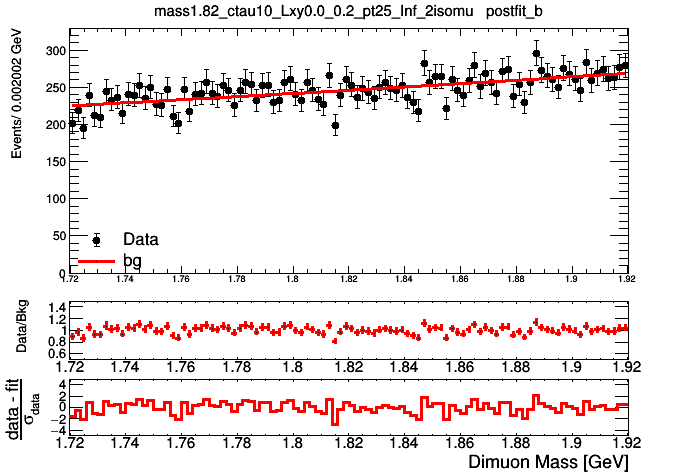 mass1.82_ctau10_Lxy0.0_0.2_pt25_Inf_2isomu postfit_b
Events/ 0.002002 GeV
300
250
200
150
100
50
0
Data
bg
1.72 1.74 1.76 1.78 1.8 1.82 1.84 1.86 1.88 1.9 1.92
Data/Bkg
1.4
1.2
1
0.8
0.6
1.72 1.74 1.76 1.78 1.8 1.82 1.84 1.86 1.88 1.9 1.92
data - fit
σdata
4
2
0
−2
−4
1.72 1.74 1.76 1.78 1.8 1.82 1.84 1.86 1.88 1.9 1.92
Dimuon Mass [GeV]